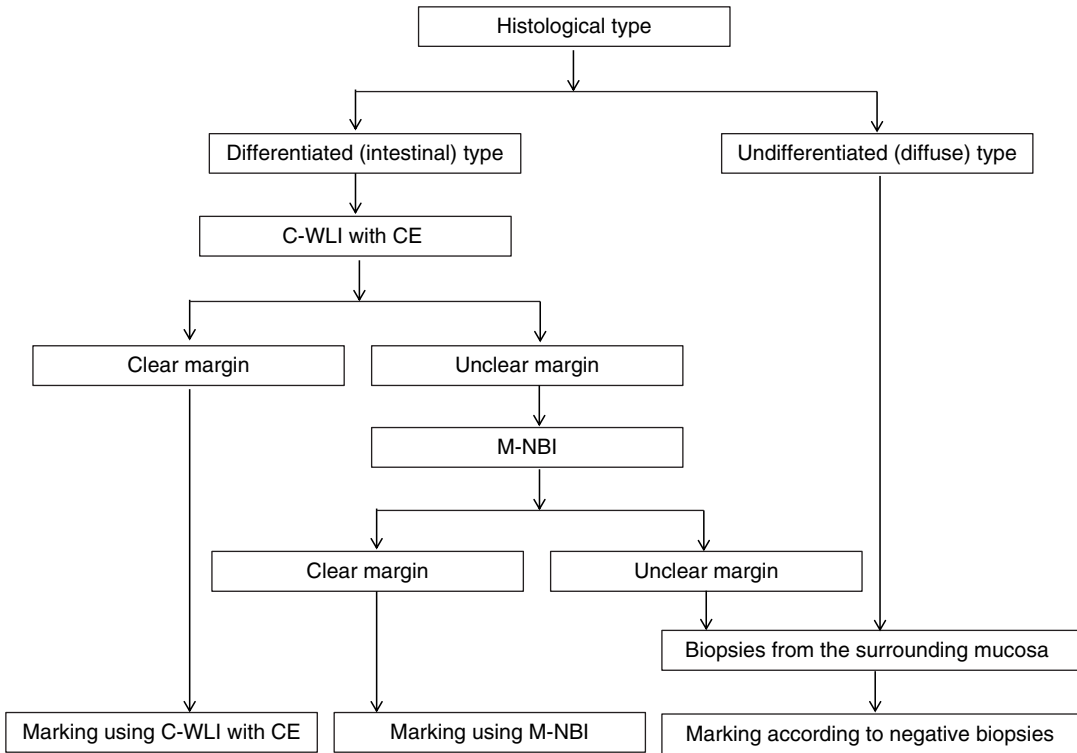 Histological type
Differentiated (intestinal) type
Undifferentiated (diffuse) type
C-WLI with CE
Clear margin
Unclear margin
M-NBI
Clear margin
Unclear margin
Biopsies from the surrounding mucosa
Marking using C-WLI with CE
Marking using M-NBI
Marking according to negative biopsies